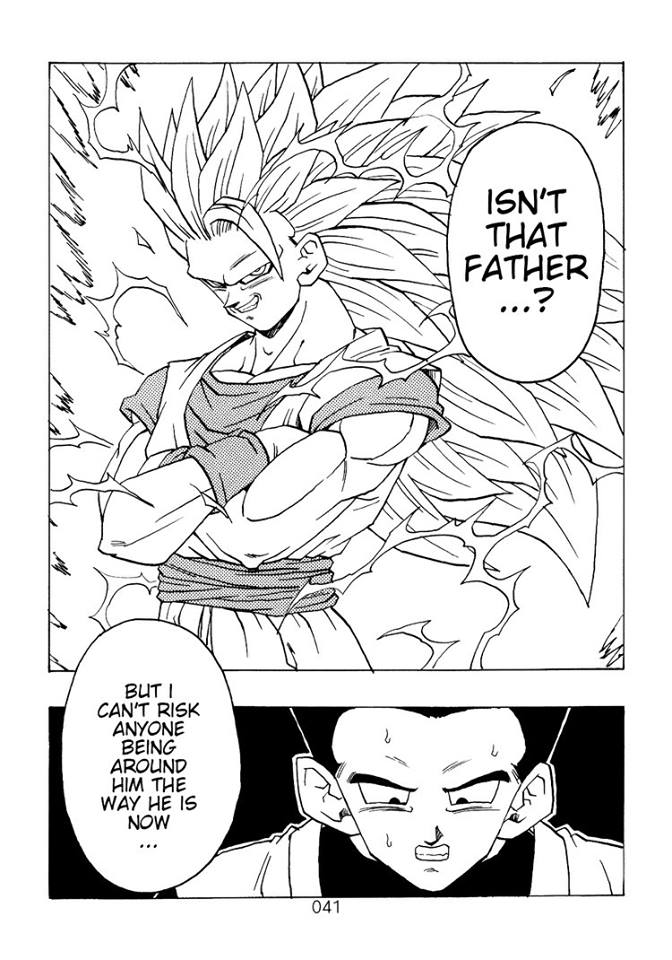 ISN'T
THAT
FATHER
...?
BUT I
CAN'T RISK
ANYONE
BEING
AROUND
HIM THE
WAY HE IS
NOW
...
041